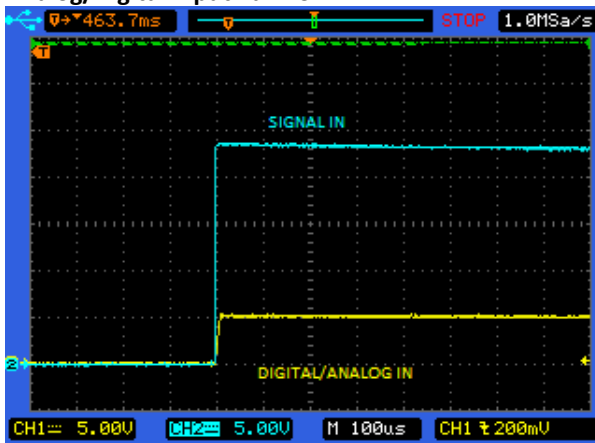 463.7ms STOP 1.0MSa/s
T
SIGNAL IN
2
DIGITAL/ANALOG IN
CH1 5.00V CH2 5.00V M 100us CH1 200mV